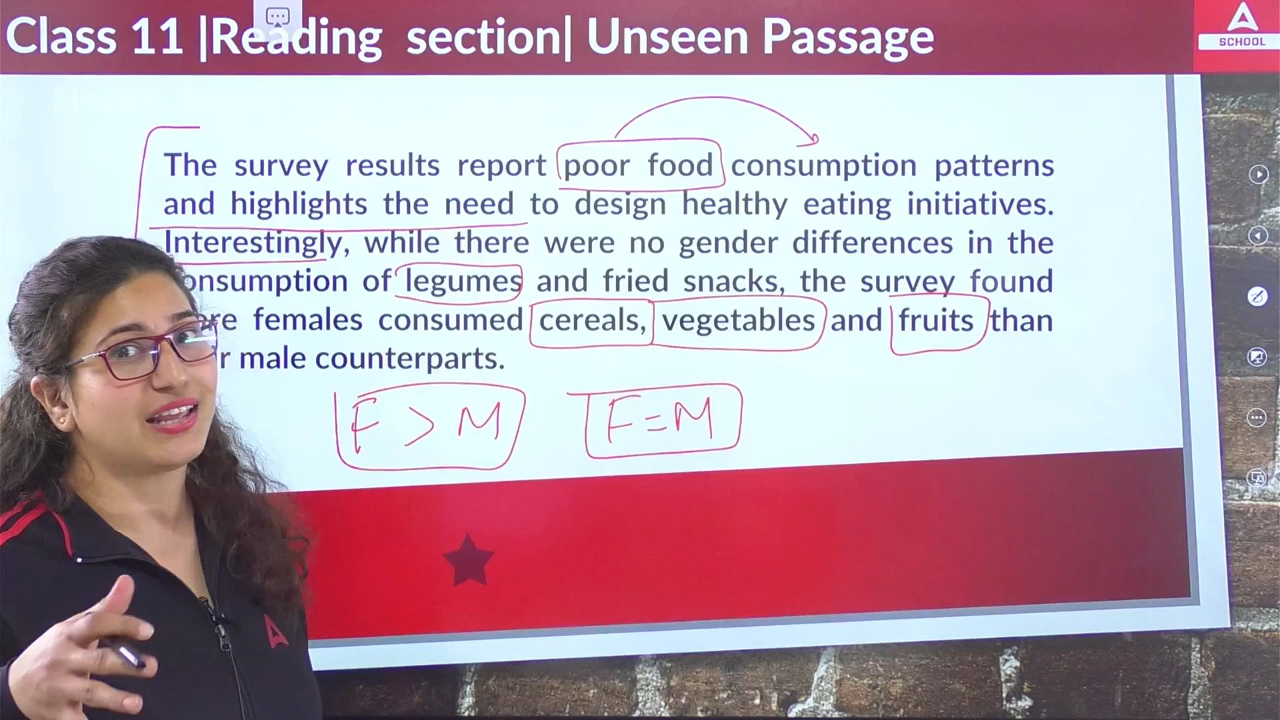 Class 11 |Reading section| Unseen Passage
SCHOOL
The survey results report poor food consumption patterns
and highlights the need to design healthy eating initiatives.
Interestingly, while there were no gender differences in the
of legumes and fried snacks, the survey found
females consumed cereals, vegetables and fruits than
male counterparts.
F > M F = M